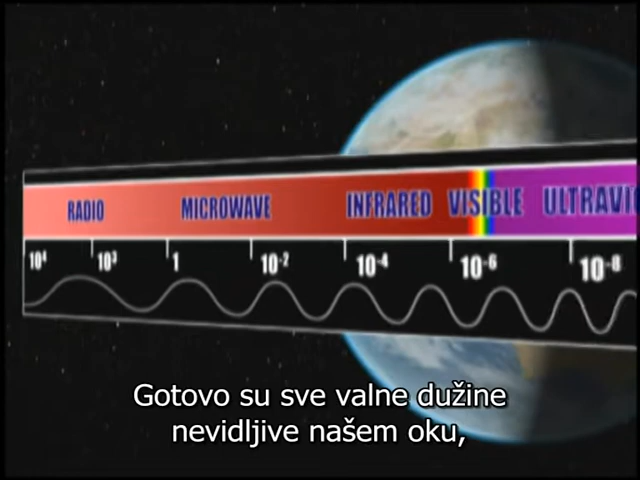 RADIO MICROWAVE INFRARED VISIBLE
10⁴ 10³ 1 10⁻² 10⁻⁴ 10⁻⁶ 10⁻⁸
Gotovo su sve valne dužine
nevidljive našem oku,